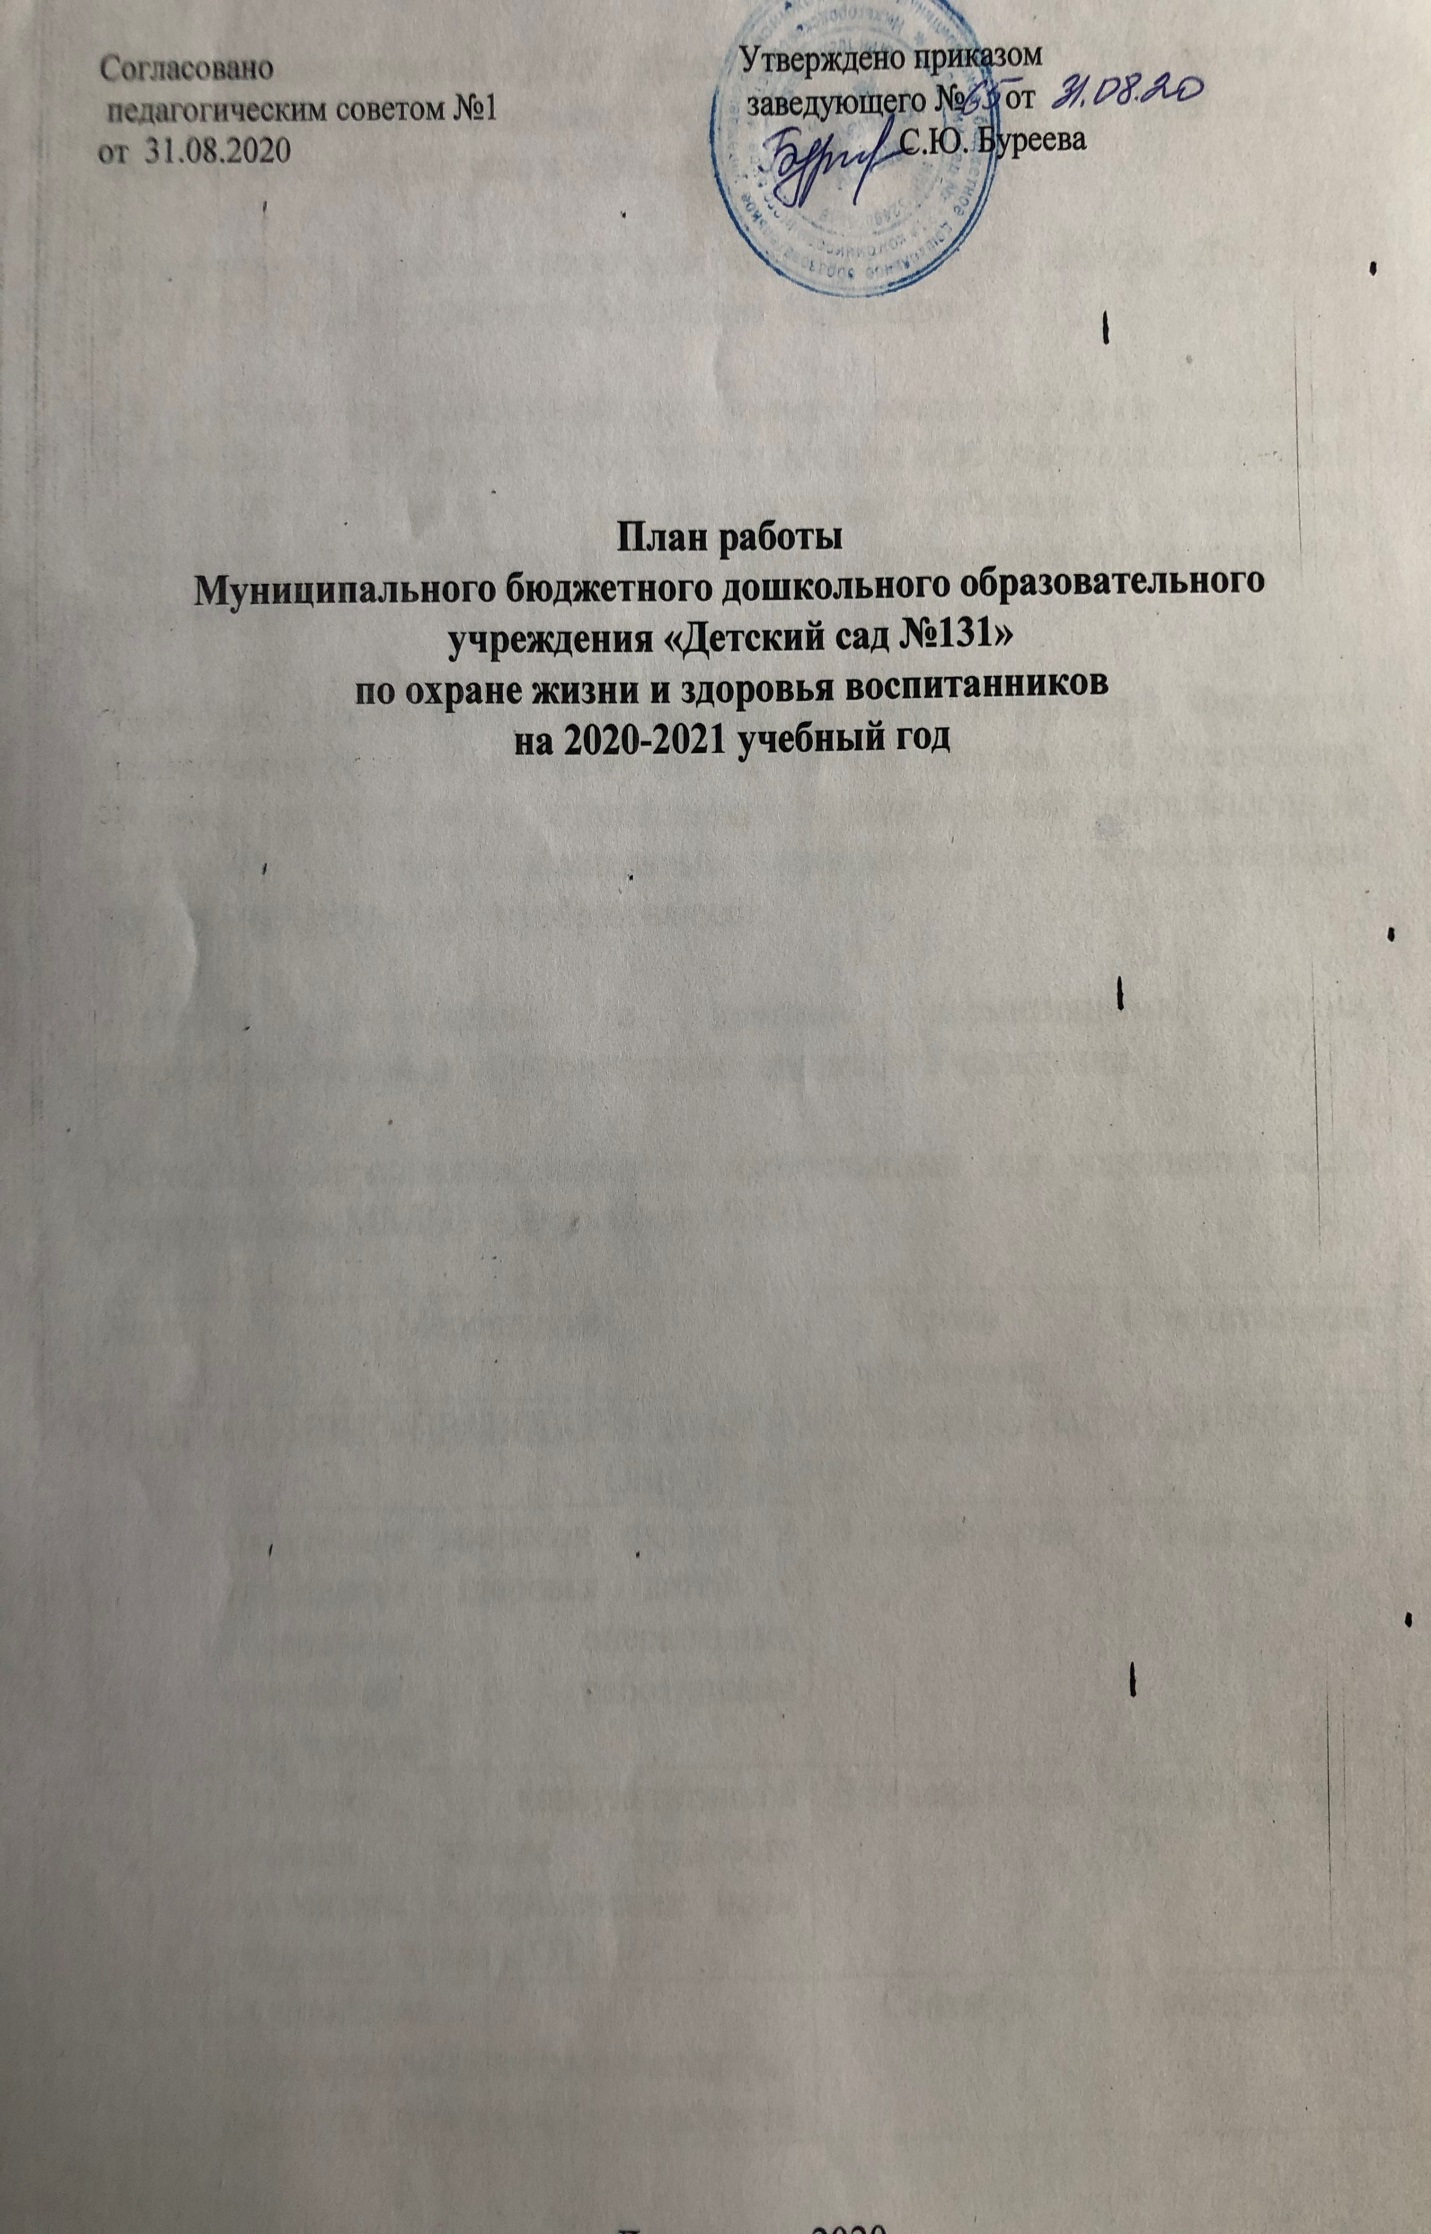 Согласовано
педагогическим советом №1
от 31.08.2020
Утверждено приказом
заведующего №65 от 31.08.20
С.Ю. Буреева
План работы
Муниципального бюджетного дошкольного образовательного
учреждения «Детский сад №131»
по охране жизни и здоровья воспитанников
на 2020-2021 учебный год
2020